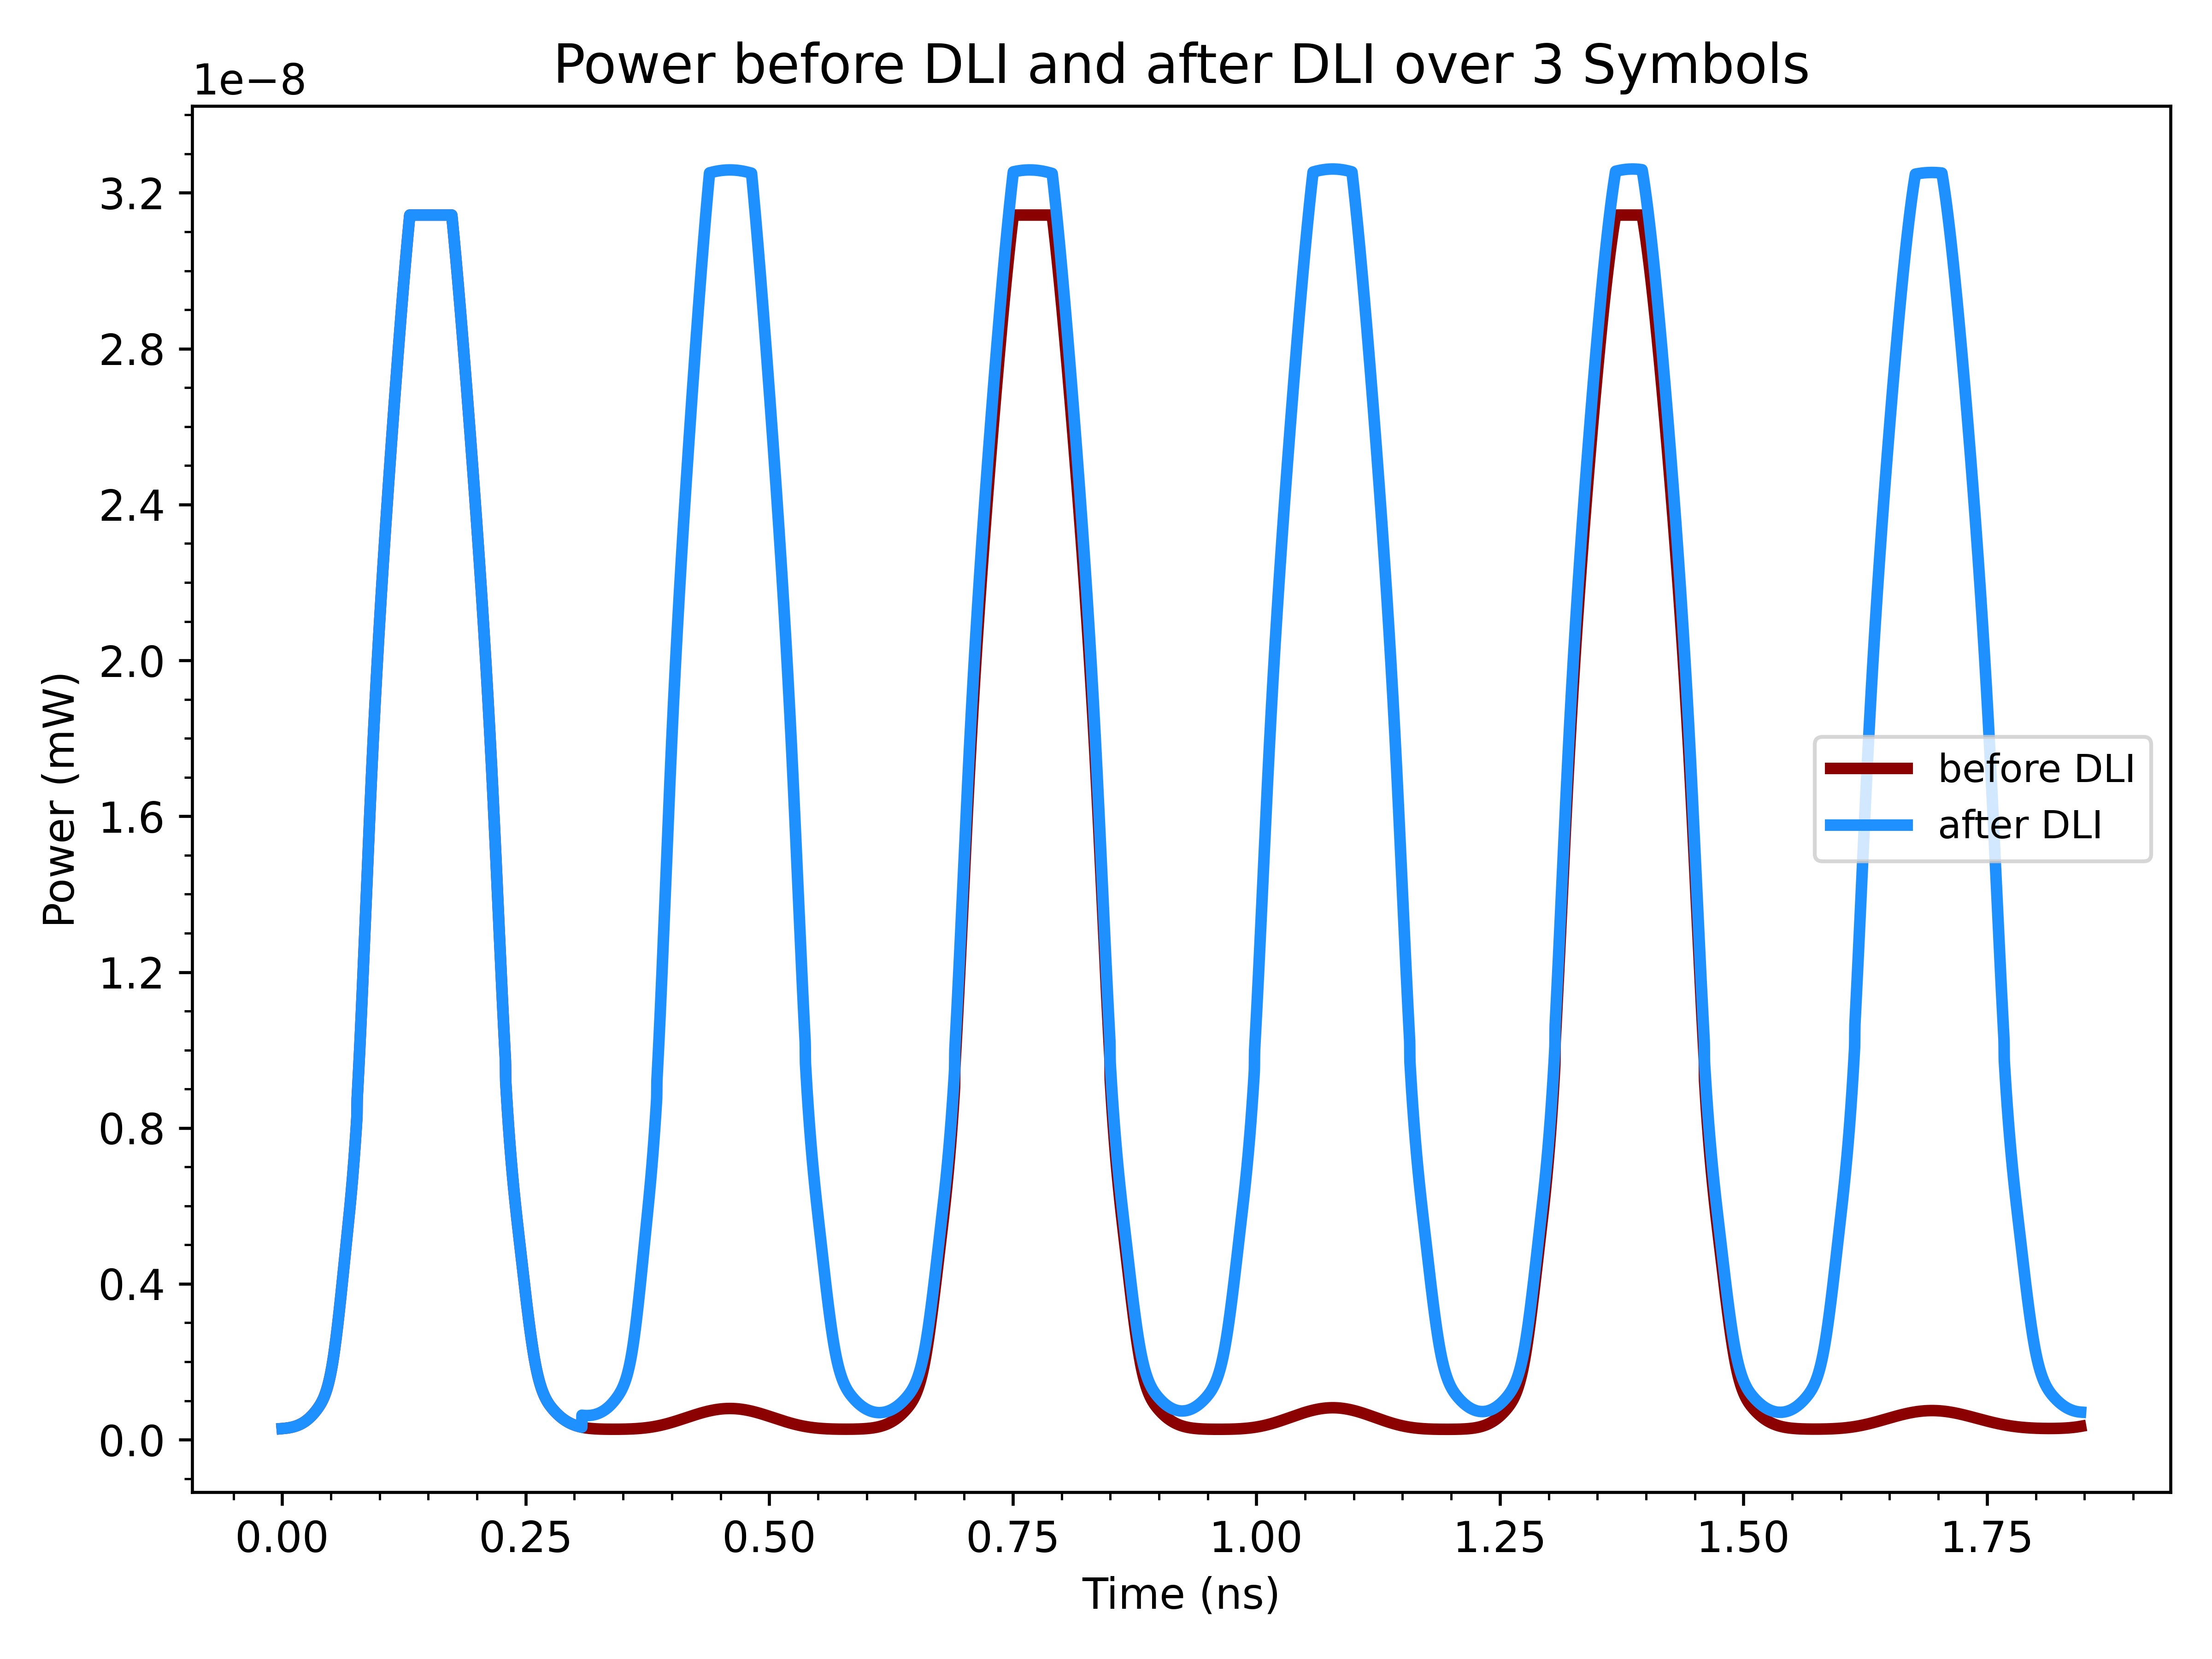 Power before DLI and after DLI over 3 Symbols
1e−8
3.2
2.8
2.4
2.0
1.6
1.2
0.8
0.4
0.0
Power (mW)
before DLI
after DLI
0.00 0.25 0.50 0.75 1.00 1.25 1.50 1.75
Time (ns)